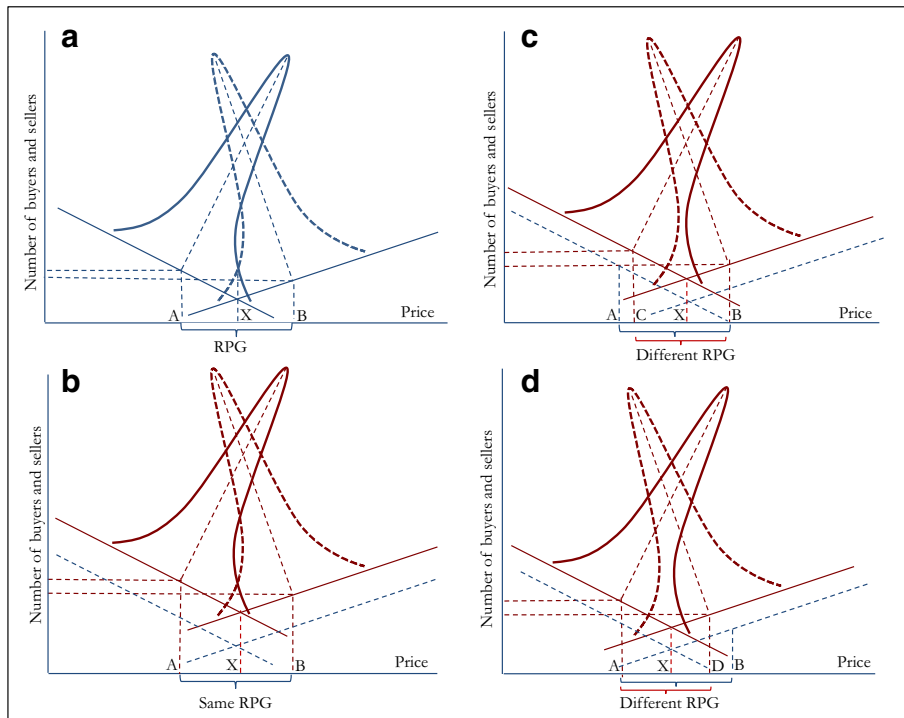 a
Number of buyers and sellers
A
X
B
Price
RPG
c
Number of buyers and sellers
A
C
X
B
Price
Different RPG
b
Number of buyers and sellers
A
X
B
Price
Same RPG
d
Number of buyers and sellers
A
X
D
B
Price
Different RPG